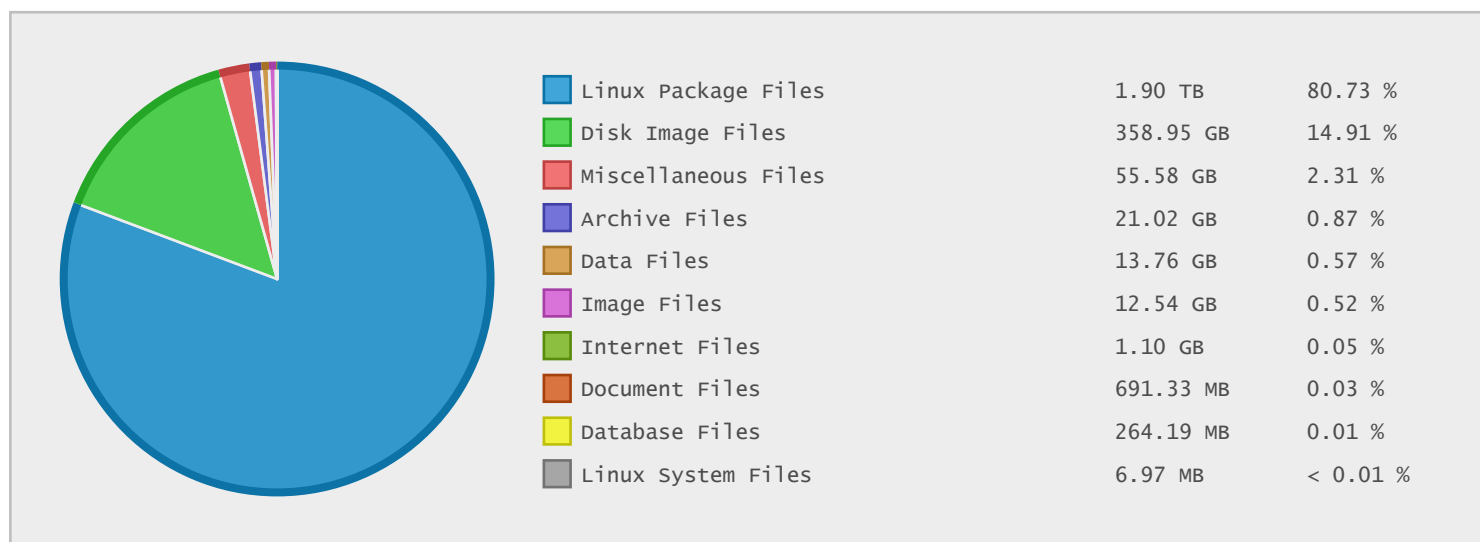 Linux Package Files 1.90 TB 80.73 %
Disk Image Files 358.95 GB 14.91 %
Miscellaneous Files 55.58 GB 2.31 %
Archive Files 21.02 GB 0.87 %
Data Files 13.76 GB 0.57 %
Image Files 12.54 GB 0.52 %
Internet Files 1.10 GB 0.05 %
Document Files 691.33 MB 0.03 %
Database Files 264.19 MB 0.01 %
Linux System Files 6.97 MB < 0.01 %